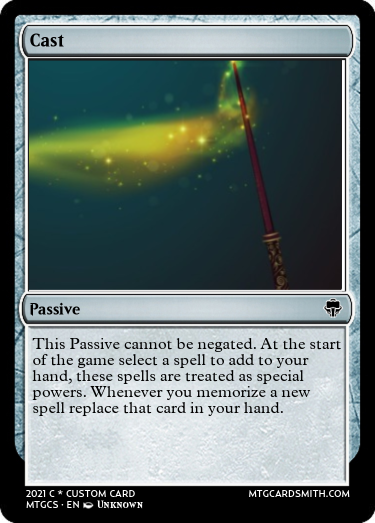 Cast
Passive
This Passive cannot be negated. At the start
of the game select a spell to add to your
hand, these spells are treated as special
powers. Whenever you memorize a new
spell replace that card in your hand.
2021 C * CUSTOM CARD
MTGCARDSMITH.COM
MTGCS · EN Unknown